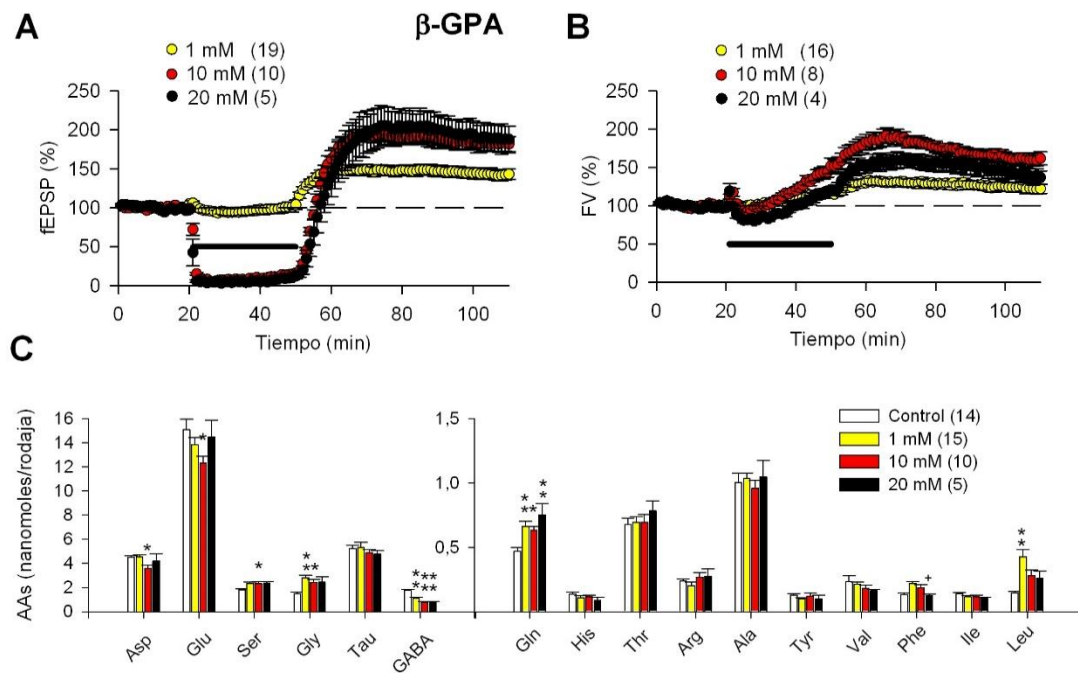 A
β-GPA
B
1 mM (19)
10 mM (10)
20 mM (5)
1 mM (16)
10 mM (8)
20 mM (4)
fEPSP (%)
250
200
150
100
50
0
0 20 40 60 80 100
Tiempo (min)
FV (%)
250
200
150
100
50
0
0 20 40 60 80 100
Tiempo (min)
C
AAs (nanomoles/rodaja)
16
14
12
10
8
6
4
2
0
* * * * ** ** **** 
Asp Glu Ser Gly Tau GABA
1,5
1,0
0,5
Control (14)
1 mM (15)
10 mM (10)
20 mM (5)
** ** ** + **
Gln His Thr Arg Ala Tyr Val Phe Ile Leu